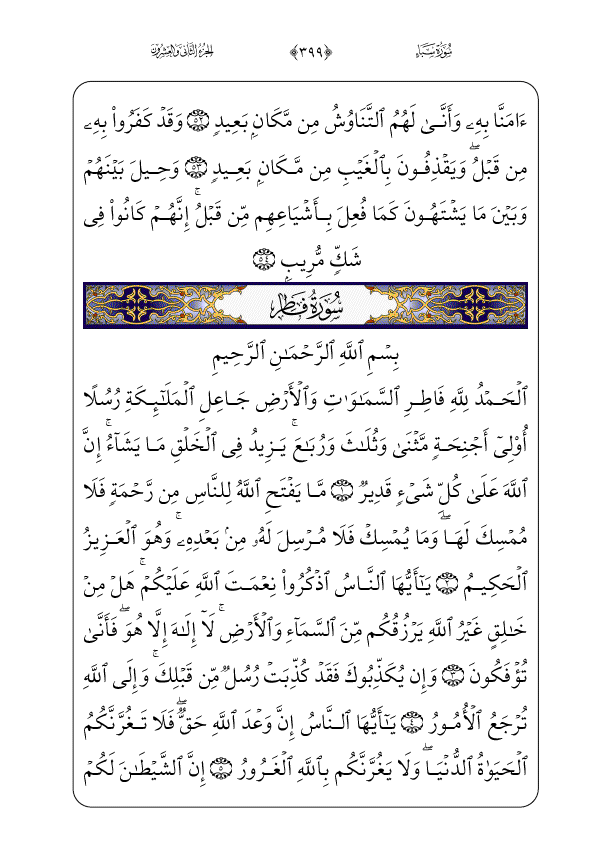 سُورَةُ سَبَإٍ ﴿٣٩٩﴾ الجُزءُ الثَّانِي وَالعِشرُونَ
ءَامَنَّا بِهِۦ وَأَنَّىٰ لَهُمُ ٱلتَّنَاوُشُ مِن مَّكَانِۭ بَعِيدٖ ٥٢ وَقَدۡ كَفَرُواْ بِهِۦ
مِن قَبۡلُۖ وَيَقۡذِفُونَ بِٱلۡغَيۡبِ مِن مَّكَانِۭ بَعِيدٖ ٥٣ وَحِيلَ بَيۡنَهُمۡ
وَبَيۡنَ مَا يَشۡتَهُونَ كَمَا فُعِلَ بِأَشۡيَاعِهِم مِّن قَبۡلُۚ إِنَّهُمۡ كَانُواْ فِي
شَكّٖ مُّرِيبِۭ ٥٤
سُورَةُ فَاطِرٍ
بِسۡمِ ٱللَّهِ ٱلرَّحۡمَٰنِ ٱلرَّحِيمِ
ٱلۡحَمۡدُ لِلَّهِ فَاطِرِ ٱلسَّمَٰوَٰتِ وَٱلۡأَرۡضِ جَاعِلِ ٱلۡمَلَٰٓئِكَةِ رُسُلًا
أُوْلِيٓ أَجۡنِحَةٖ مَّثۡنَىٰ وَثُلَٰثَ وَرُبَٰعَۚ يَزِيدُ فِي ٱلۡخَلۡقِ مَا يَشَآءُۚ إِنَّ
ٱللَّهَ عَلَىٰ كُلِّ شَيۡءٖ قَدِيرٞ ١ مَّا يَفۡتَحِ ٱللَّهُ لِلنَّاسِ مِن رَّحۡمَةٖ فَلَا
مُمۡسِكَ لَهَاۖ وَمَا يُمۡسِكۡ فَلَا مُرۡسِلَ لَهُۥ مِنۢ بَعۡدِهِۦۚ وَهُوَ ٱلۡعَزِيزُ
ٱلۡحَكِيمُ ٢ يَٰٓأَيُّهَا ٱلنَّاسُ ٱذۡكُرُواْ نِعۡمَتَ ٱللَّهِ عَلَيۡكُمۡۚ هَلۡ مِنۡ
خَٰلِقٍ غَيۡرُ ٱللَّهِ يَرۡزُقُكُم مِّنَ ٱلسَّمَآءِ وَٱلۡأَرۡضِۚ لَآ إِلَٰهَ إِلَّا هُوَۖ فَأَنَّىٰ
تُؤۡفَكُونَ ٣ وَإِن يُكَذِّبُوكَ فَقَدۡ كُذِّبَتۡ رُسُلٞ مِّن قَبۡلِكَۚ وَإِلَى ٱللَّهِ
تُرۡجَعُ ٱلۡأُمُورُ ٤ يَٰٓأَيُّهَا ٱلنَّاسُ إِنَّ وَعۡدَ ٱللَّهِ حَقّٞۖ فَلَا تَغُرَّنَّكُمُ
ٱلۡحَيَوٰةُ ٱلدُّنۡيَا ۖ وَلَا يَغُرَّنَّكُم بِٱللَّهِ ٱلۡغَرُورُ ٥ إِنَّ ٱلشَّيۡطَٰنَ لَكُمۡ